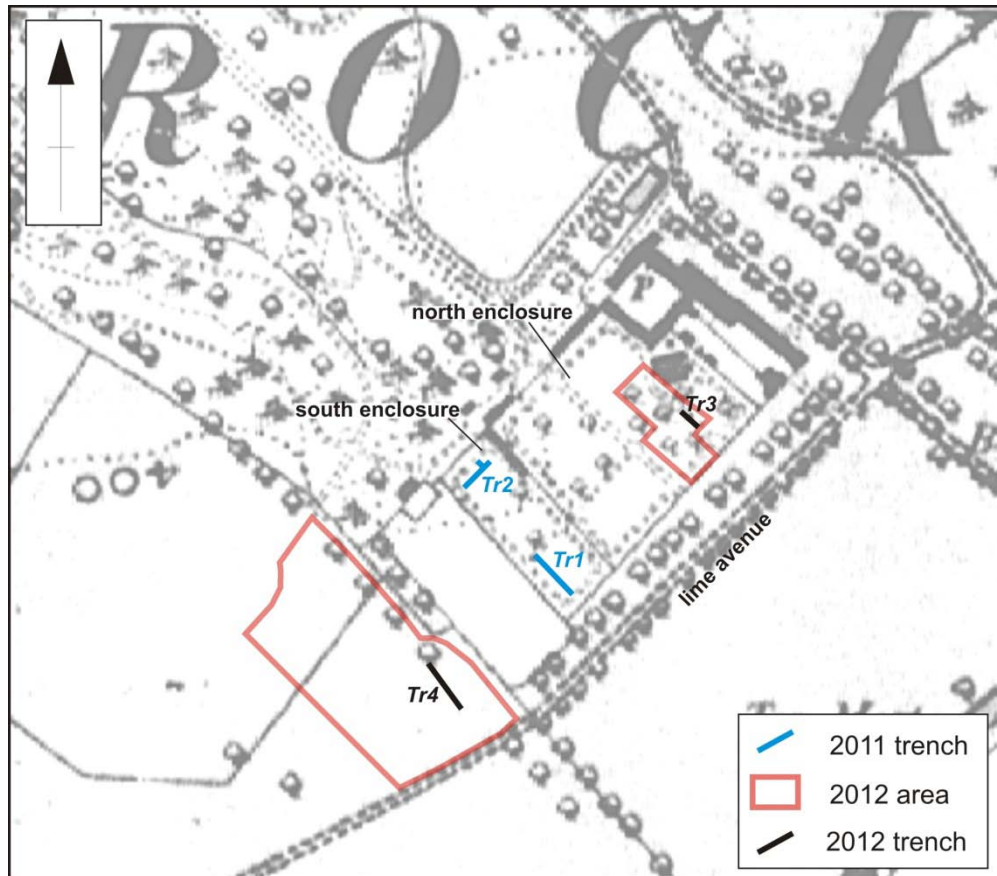 ROCK
north enclosure
Tr3
south enclosure
Tr2
Tr1
lime avenue
Tr4
2011 trench
2012 area
2012 trench